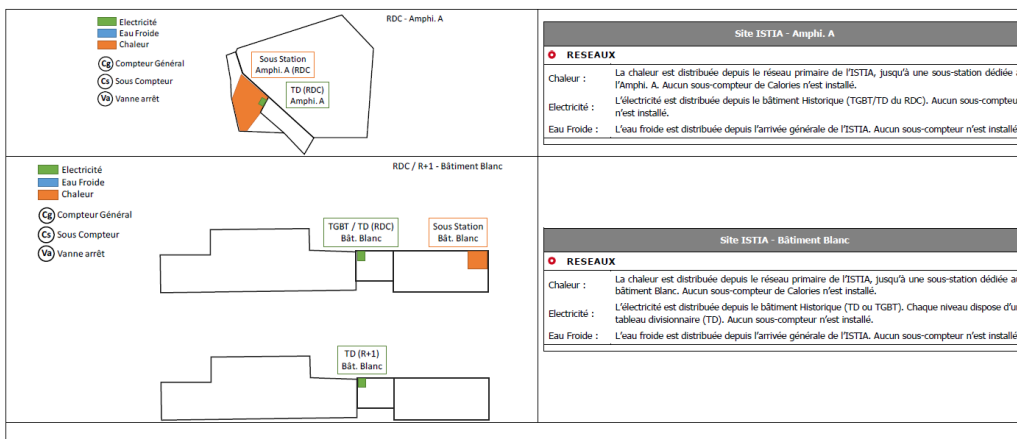 RDC - Amphi. A
Electricité
Eau Froide
Chaleur
Cg Compteur Général
Cs Sous Compteur
Va Vanne arrêt
Sous Station
Amphi. A (RDC
TD (RDC)
Amphi. A
Site ISTIA - Amphi. A
RESEAUX
Chaleur : La chaleur est distribuée depuis le réseau primaire de l'ISTIA, jusqu'à une sous-station dédiée à
l'Amphi. A. Aucun sous-compteur de Calories n'est installé.
Electricité : L'électricité est distribuée depuis le bâtiment Historique (TGBT/TD du RDC). Aucun sous-compteu
n'est installé.
Eau Froide : L'eau froide est distribuée depuis l'arrivée générale de l'ISTIA. Aucun sous-compteur n'est installé
RDC / R+1 - Bâtiment Blanc
Electricité
Eau Froide
Chaleur
Cg Compteur Général
Cs Sous Compteur
Va Vanne arrêt
TGBT / TD (RDC)
Bât. Blanc
Sous Station
Bât. Blanc
TD (R+1)
Bât. Blanc
Site ISTIA - Bâtiment Blanc
RESEAUX
Chaleur : La chaleur est distribuée depuis le réseau primaire de l'ISTIA, jusqu'à une sous-station dédiée au
bâtiment Blanc. Aucun sous-compteur de Calories n'est installé.
Electricité : L'électricité est distribuée depuis le bâtiment Historique (TD ou TGBT). Chaque niveau dispose d'un
tableau divisionnaire (TD). Aucun sous-compteur n'est installé.
Eau Froide : L'eau froide est distribuée depuis l'arrivée générale de l'ISTIA. Aucun sous-compteur n'est installé